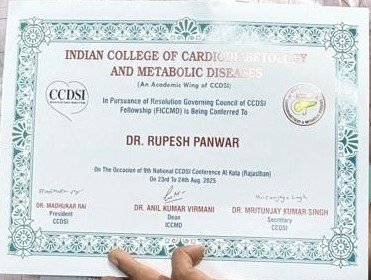 INDIAN COLLEGE OF CARDIODIABETOLOGY
AND METABOLIC DISEASES
(An Academic Wing of CCDSI)
CCDSI
In Pursuance of Resolution Governing Council of CCDSI
Fellowship (FICCMD) is Being Conferred To
DR. RUPESH PANWAR
On The Occasion of 9th National CCDSI Conference At Kota (Rajasthan)
On 23rd To 24th Aug. 2025
DR. MADHUKAR RAI
President
CCDSI
DR. ANIL KUMAR VIRMANI
Dean
ICCMD
Mritunjay Singh
DR. MRITUNJAY KUMAR SINGH
Secretary
CCDSI